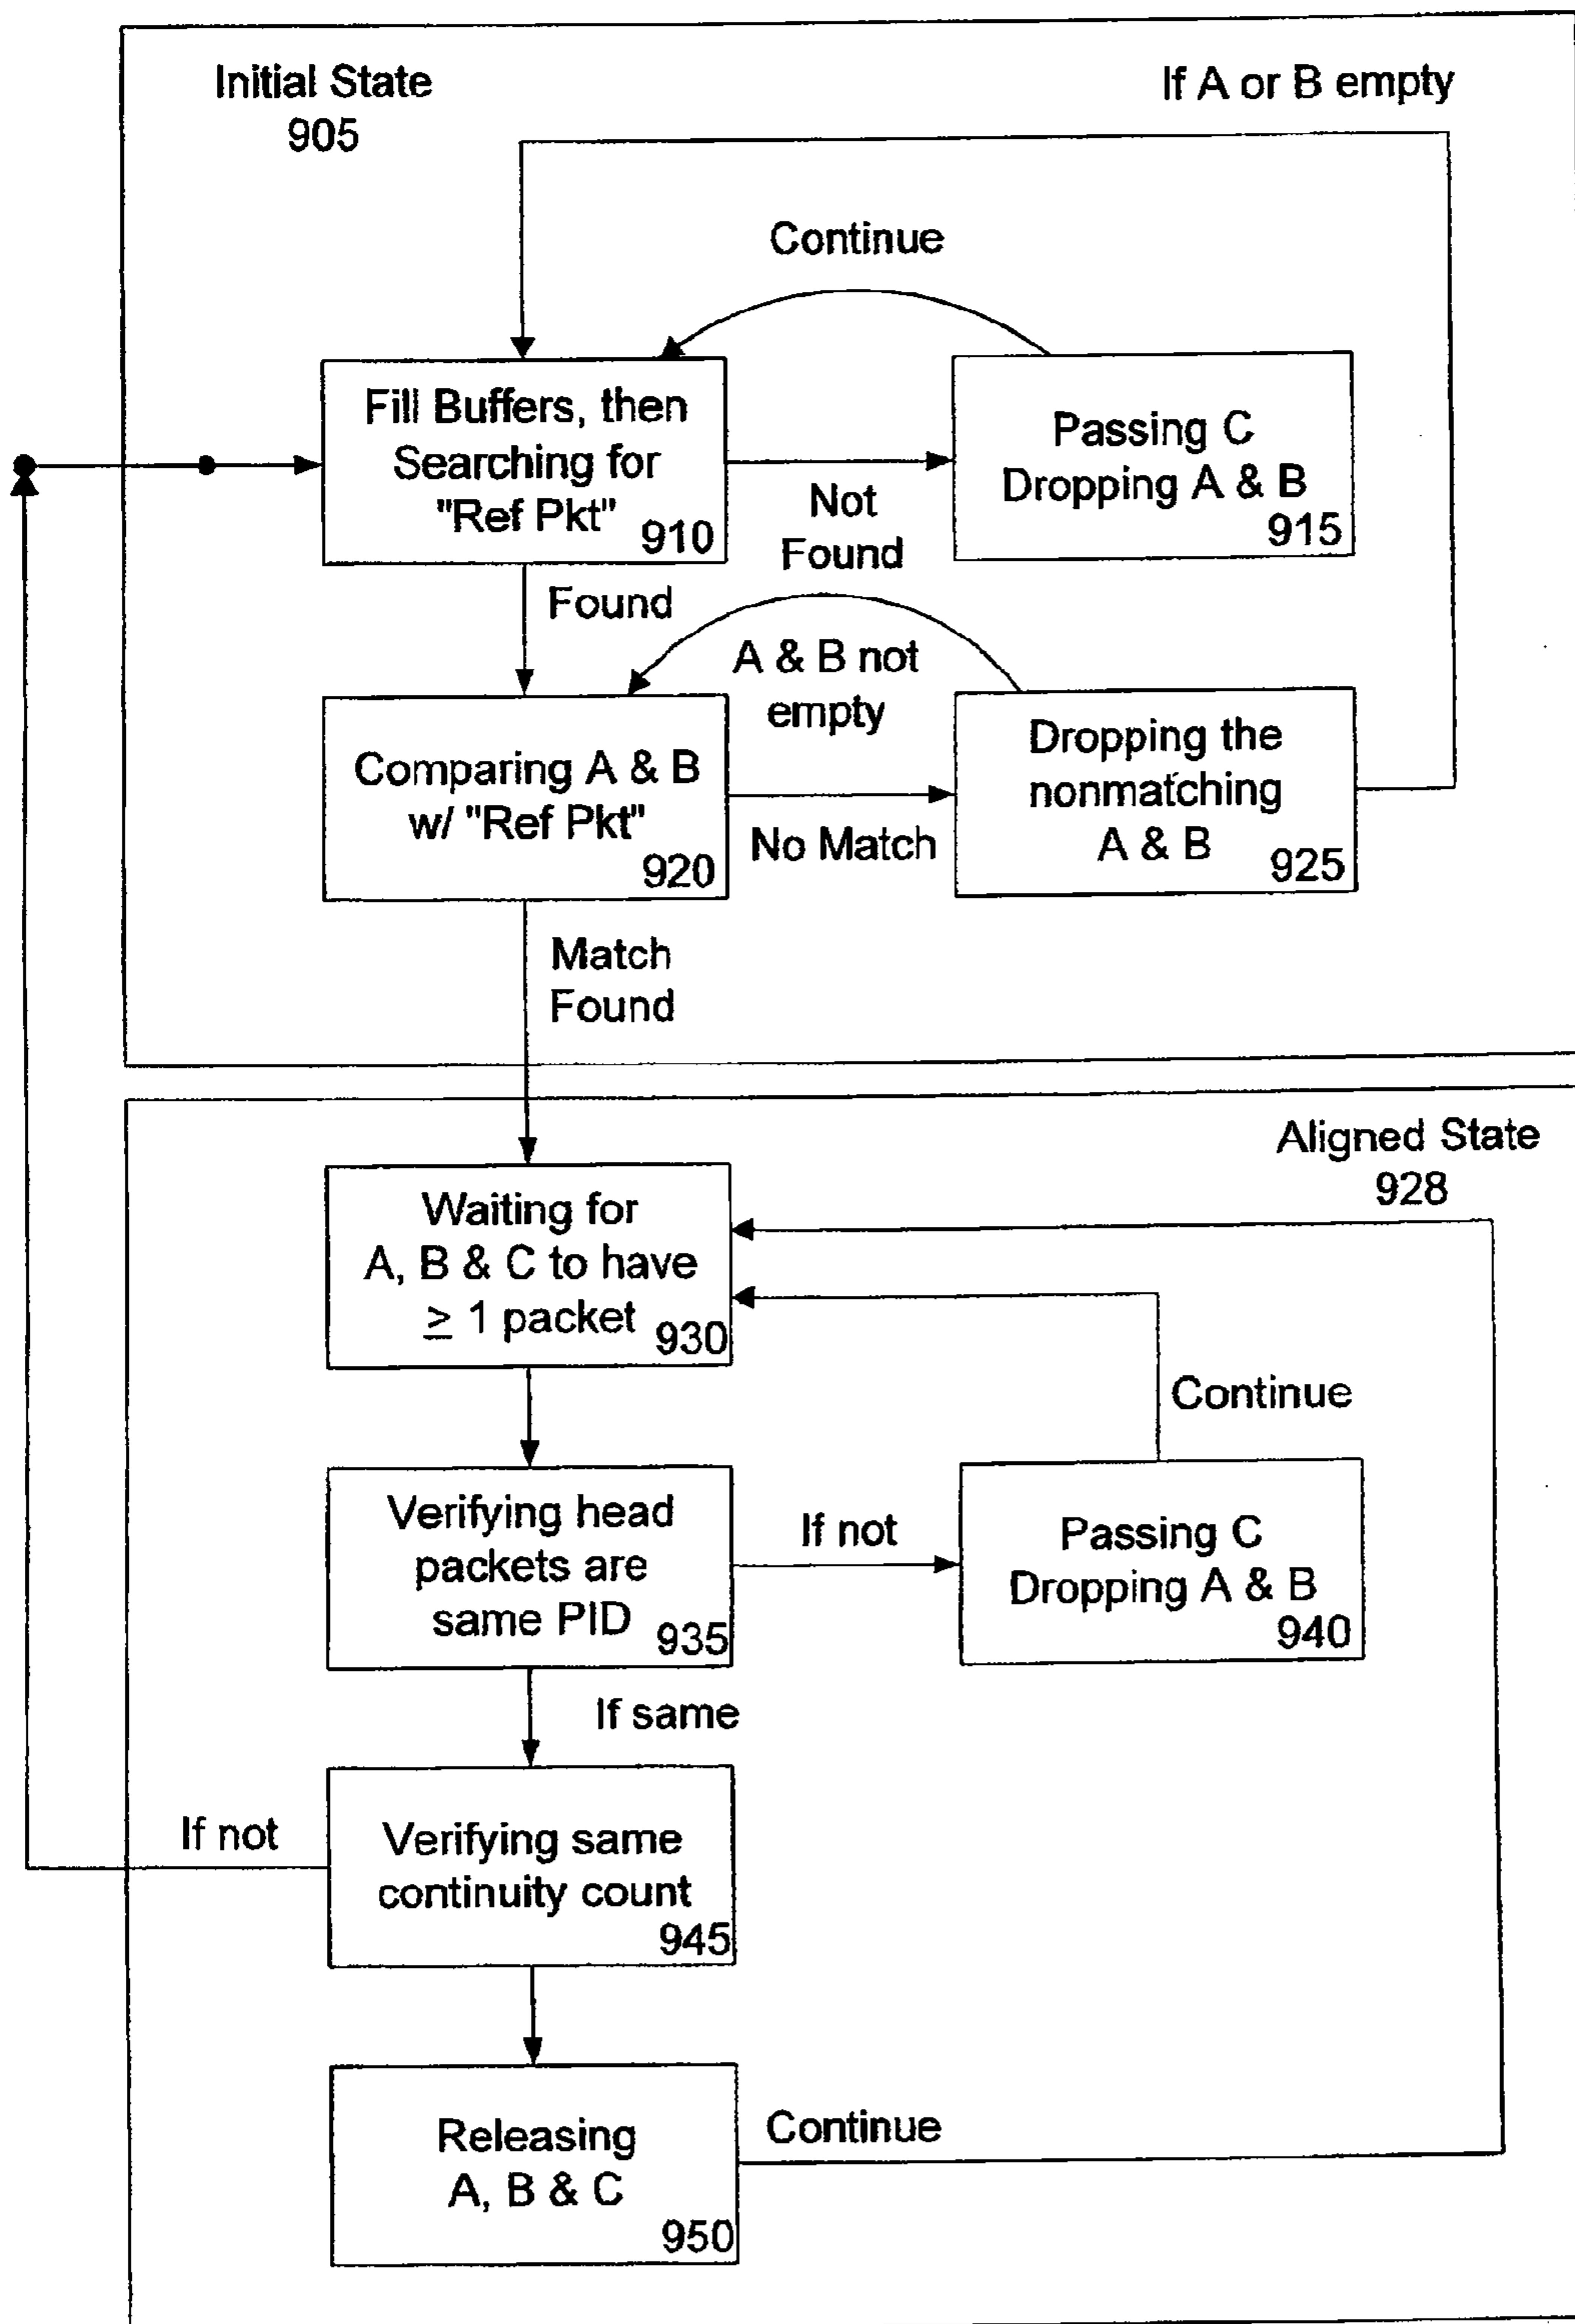 Initial State
905
If A or B empty
Continue
Fill Buffers, then
Searching for
"Ref Pkt"
910
Not
Found
Passing C
Dropping A & B
915
Found
A & B not
empty
Comparing A & B
w/ "Ref Pkt"
920
No Match
Dropping the
nonmatching
A & B
925
Match
Found
Aligned State
928
Waiting for
A, B & C to have
≥ 1 packet
930
Continue
Verifying head
packets are
same PID
935
If not
Passing C
Dropping A & B
940
If same
If not
Verifying same
continuity count
945
Releasing
A, B & C
950
Continue